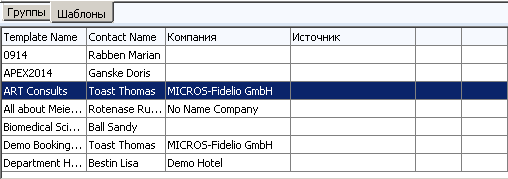 Группы Шаблоны
Template Name Contact Name Компания Источник
0914 Rabben Marian
APEX2014 Ganske Doris
ART Consults Toast Thomas MICROS-Fidelio GmbH
All about Meie... Rotenase Ru... No Name Company
Biomedical Sci... Ball Sandy
Demo Booking... Toast Thomas MICROS-Fidelio GmbH
Department H... Bestin Lisa Demo Hotel